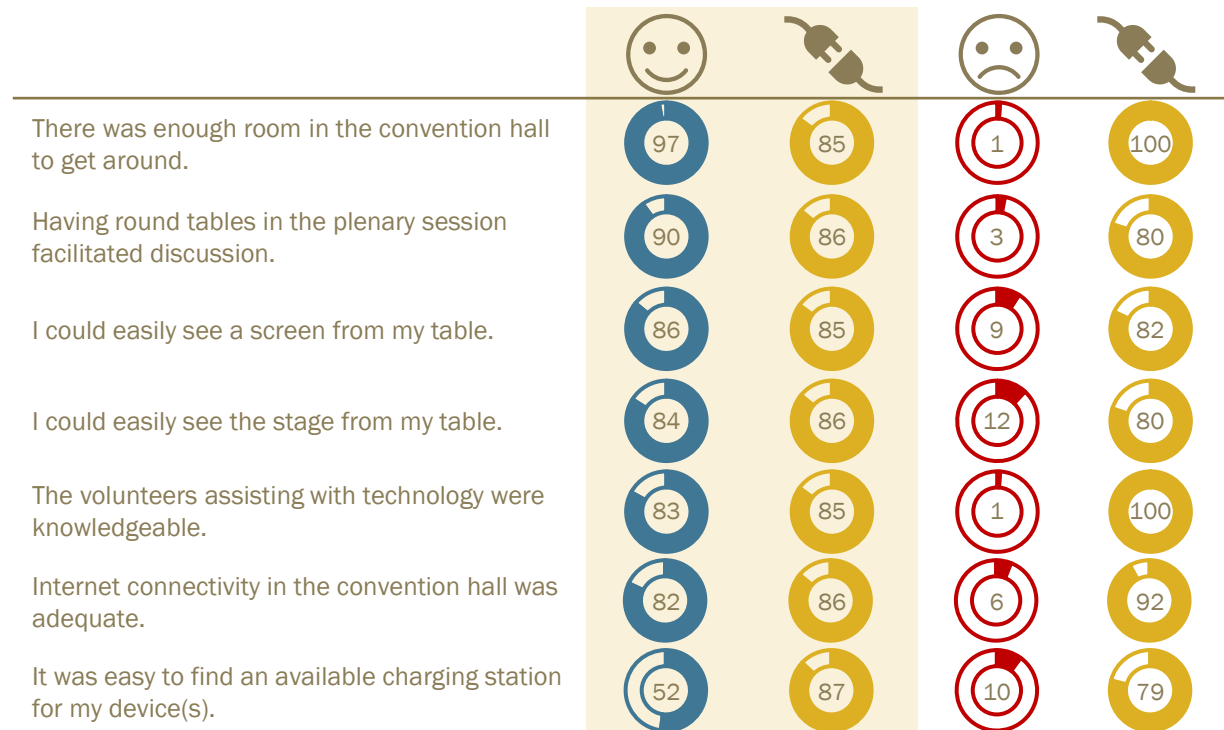 There was enough room in the convention hall
to get around.
97 85 1 100
Having round tables in the plenary session
facilitated discussion.
90 86 3 80
I could easily see a screen from my table.
86 85 9 82
I could easily see the stage from my table.
84 86 12 80
The volunteers assisting with technology were
knowledgeable.
83 85 1 100
Internet connectivity in the convention hall was
adequate.
82 86 6 92
It was easy to find an available charging station
for my device(s).
52 87 10 79